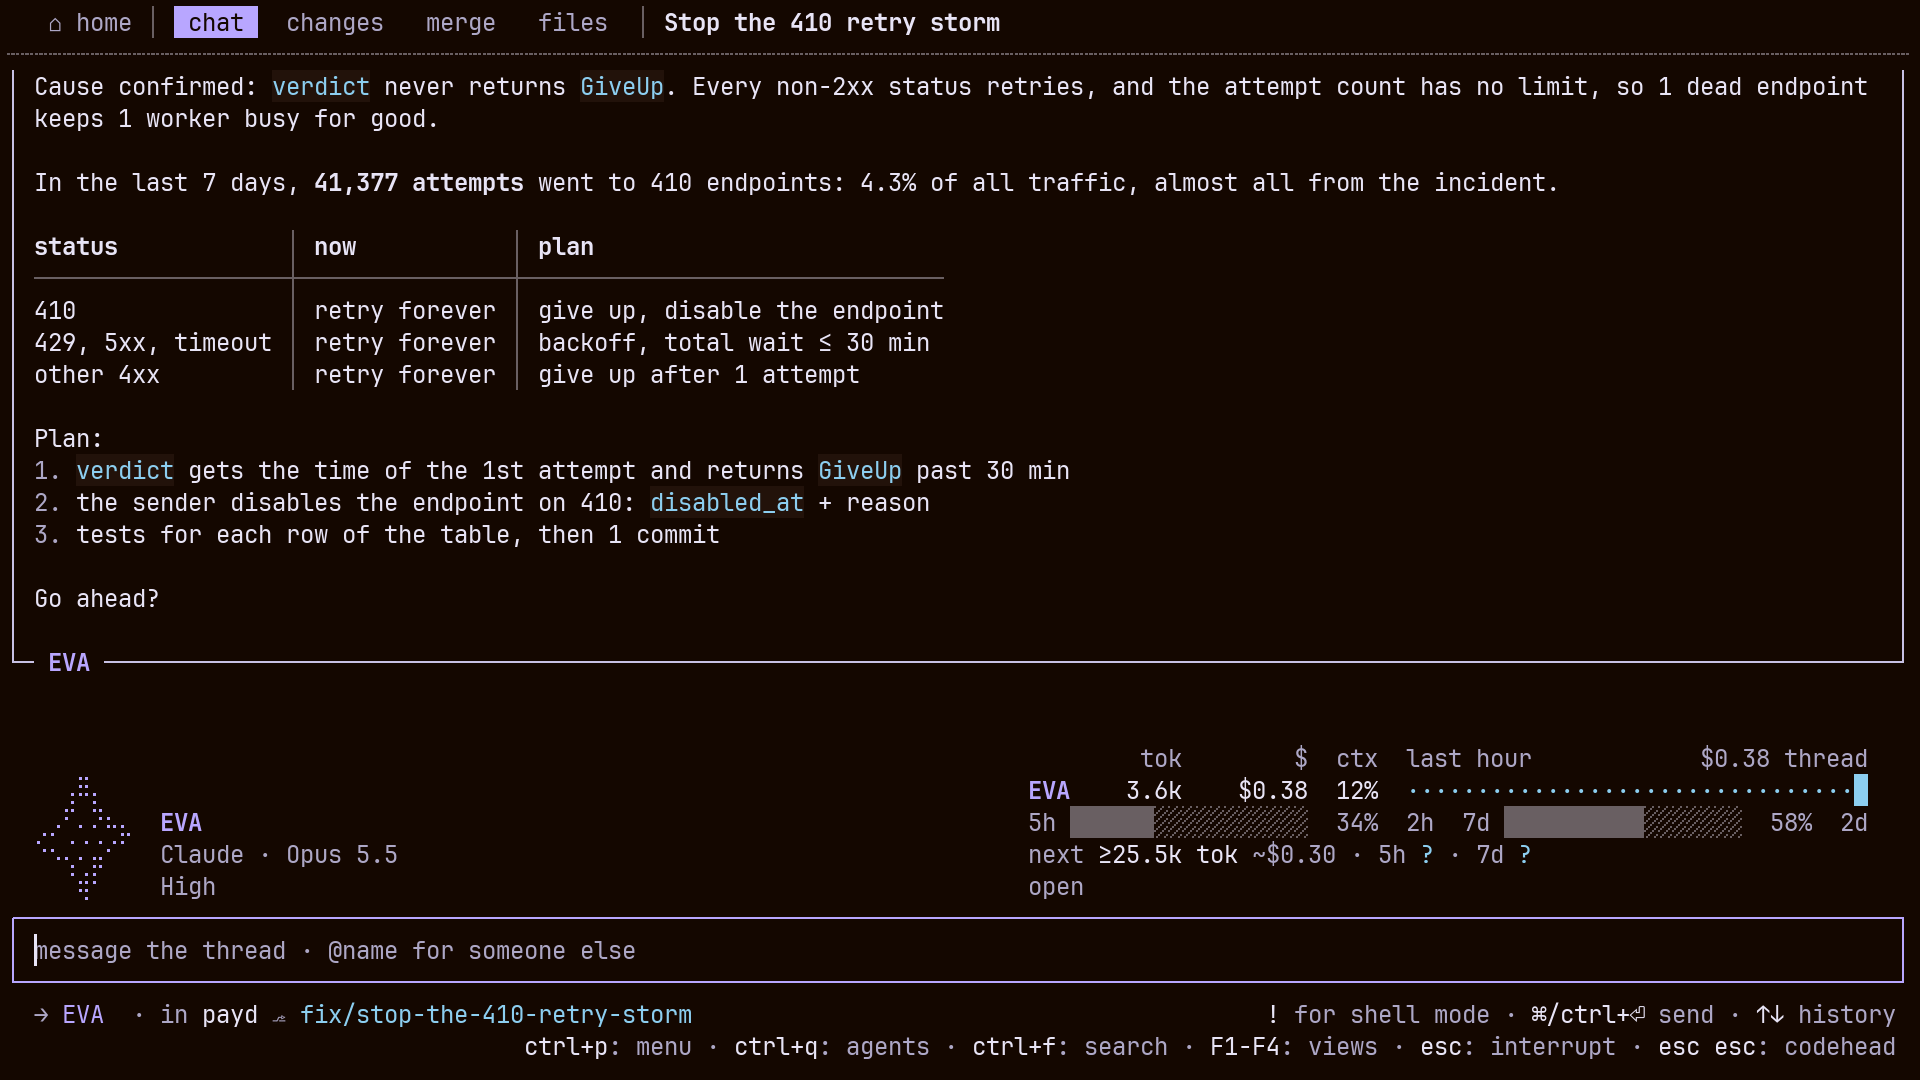 ⌂ home │ chat changes merge files │ Stop the 410 retry storm
Cause confirmed: verdict never returns GiveUp. Every non-2xx status retries, and the attempt count has no limit, so 1 dead endpoint
keeps 1 worker busy for good.
In the last 7 days, 41,377 attempts went to 410 endpoints: 4.3% of all traffic, almost all from the incident.
status │ now │ plan
410 │ retry forever │ give up, disable the endpoint
429, 5xx, timeout │ retry forever │ backoff, total wait ≤ 30 min
other 4xx │ retry forever │ give up after 1 attempt
Plan:
1. verdict gets the time of the 1st attempt and returns GiveUp past 30 min
2. the sender disables the endpoint on 410: disabled_at + reason
3. tests for each row of the table, then 1 commit
Go ahead?
EVA
tok $ ctx last hour $0.38 thread
EVA 3.6k $0.38 12%
5h 34% 2h 7d 58% 2d
next ≥25.5k tok ~$0.30 · 5h ? · 7d ?
open
EVA
Claude · Opus 5.5
High
message the thread · @name for someone else
→ EVA · in payd fix/stop-the-410-retry-storm
! for shell mode · ⌘/ctrl+⏎ send · ↑↓ history
ctrl+p: menu · ctrl+q: agents · ctrl+f: search · F1-F4: views · esc: interrupt · esc esc: codehead